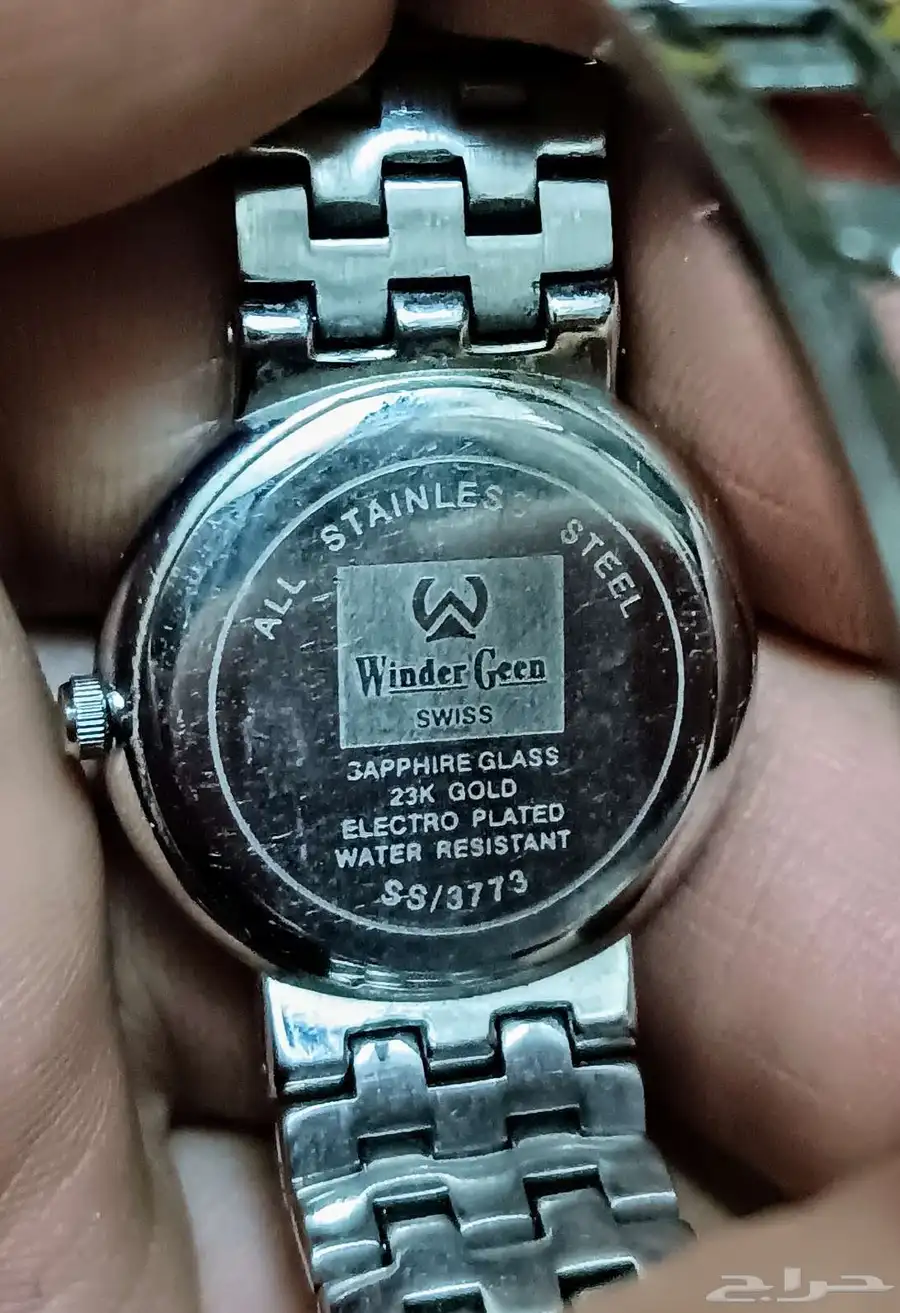 ALL STAINLESS STEEL
Winder Geen
SWISS
SAPPHIRE GLASS
23K GOLD
ELECTRO PLATED
WATER RESISTANT
SS/3773
حراج